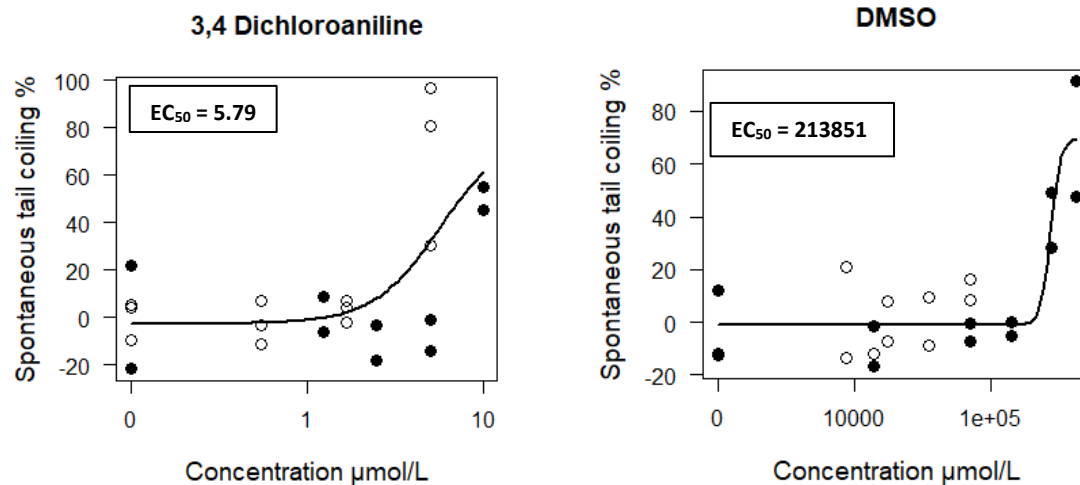 3,4 Dichloroaniline
EC₅₀ = 5.79
Spontaneous tail coiling %
100
80
60
40
20
0
-20
0
1
10
Concentration µmol/L
DMSO
EC₅₀ = 213851
Spontaneous tail coiling %
80
60
40
20
0
-20
0
10000
1e+05
Concentration µmol/L